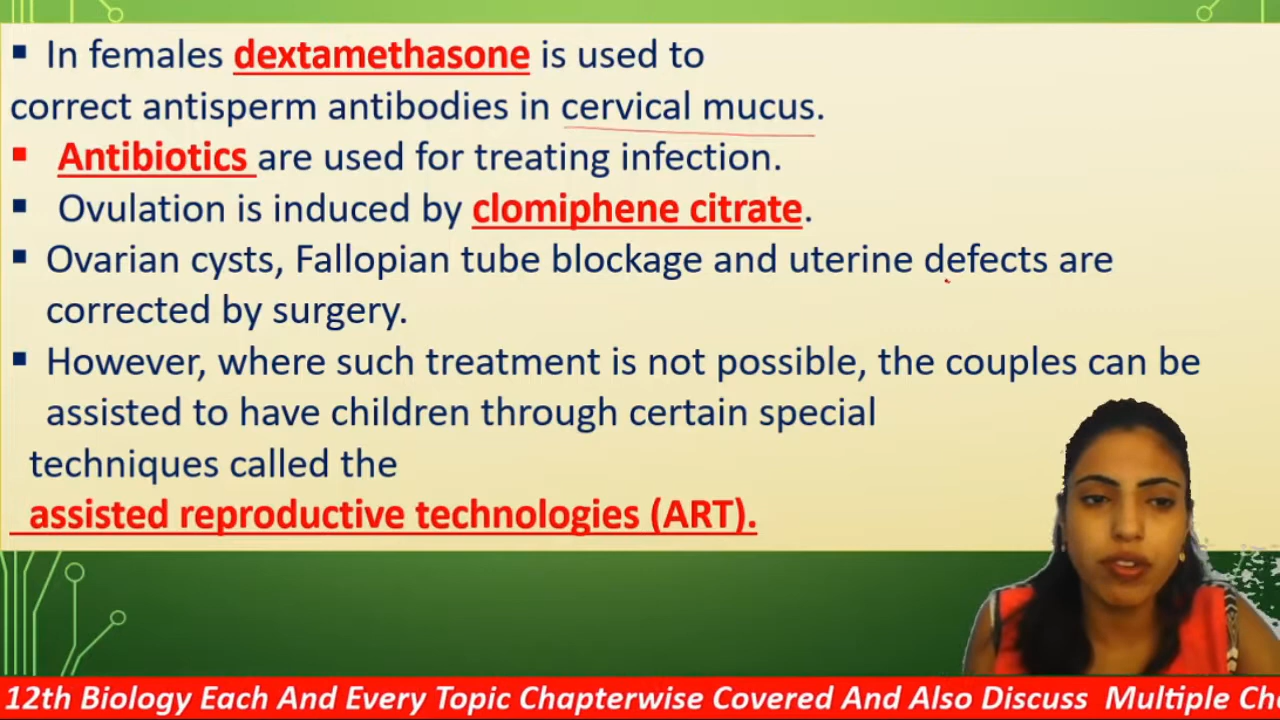 ▪ In females dextamethasone is used to
correct antisperm antibodies in cervical mucus.
▪ Antibiotics are used for treating infection.
▪ Ovulation is induced by clomiphene citrate.
▪ Ovarian cysts, Fallopian tube blockage and uterine defects are
corrected by surgery.
▪ However, where such treatment is not possible, the couples can be
assisted to have children through certain special
techniques called the
assisted reproductive technologies (ART).
12th Biology Each And Every Topic Chapterwise Covered And Also Discuss Multiple